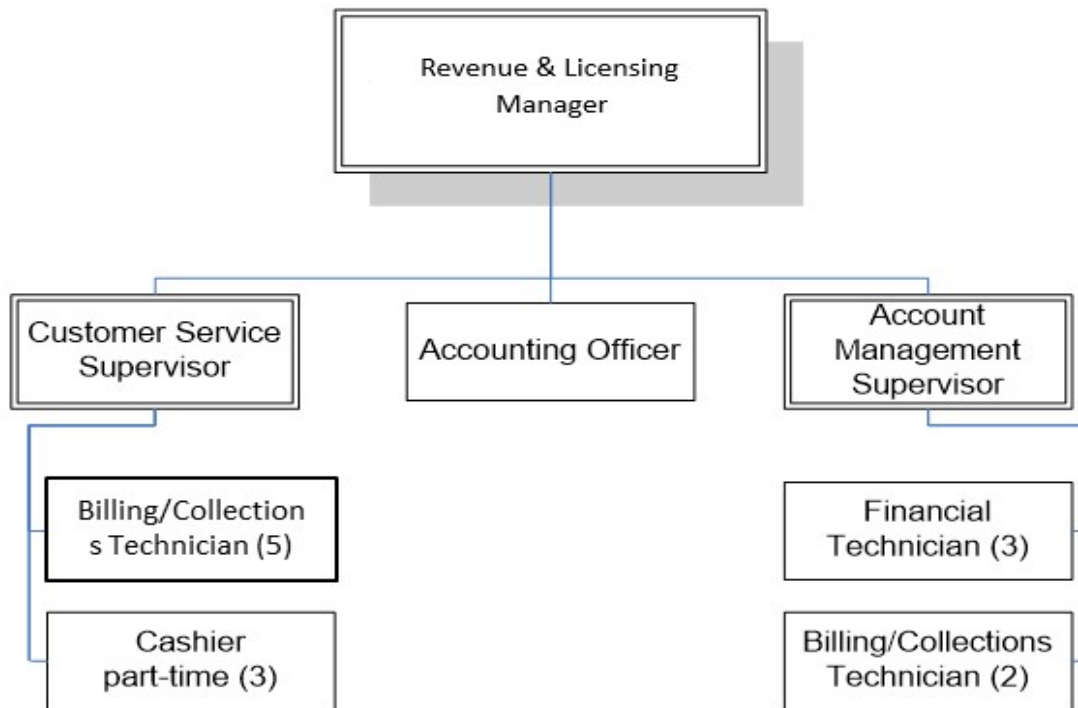 Revenue & Licensing
Manager
Customer Service
Supervisor
Accounting Officer
Account
Management
Supervisor
Billing/Collection
s Technician (5)
Financial
Technician (3)
Cashier
part-time (3)
Billing/Collections
Technician (2)